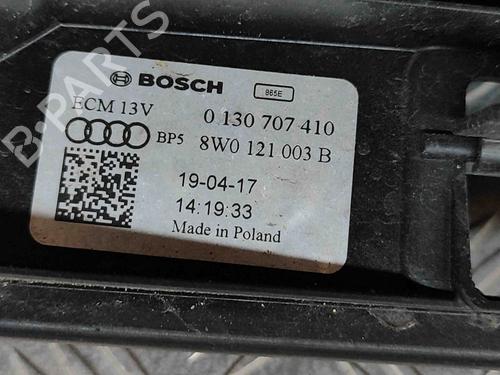 BOSCH
865E
ECM 13V
0 130 707 410
BP5
8W0 121 003 B
19-04-17
14:19:33
Made in Poland
B-PARTS